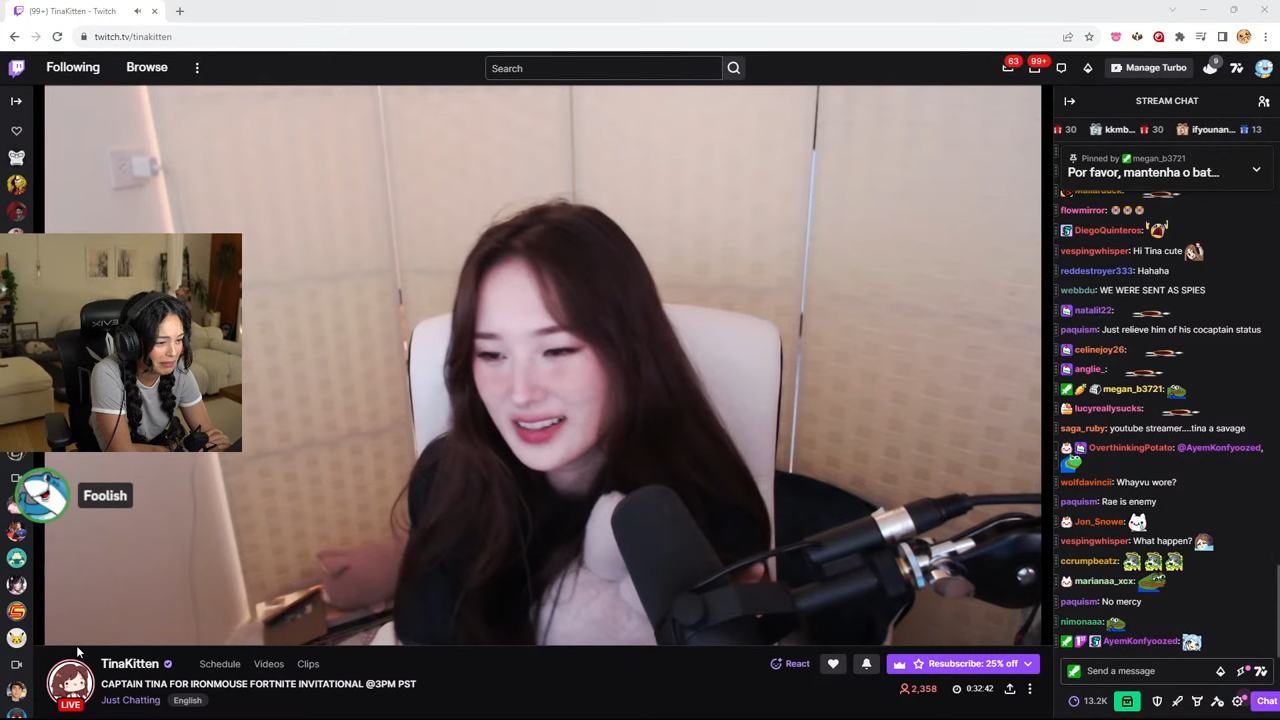 (99+) TinaKitten - Twitch
twitch.tv/tinakitten
Following
Browse
Search
63
99+
Manage Turbo
9
STREAM CHAT
30
kkmb...
30
ifyounan...
13
Pinned by megan_b3721
Por favor, mantenha o bat...
flowmirror:
DiegoQuinteros:
vespingwhisper: Hi Tina cute
reddestroyer333: Hahaha
webbdu: WE WERE SENT AS SPIES
natalil22:
paquism: Just relieve him of his cocaptain status
celinejoy26:
anglie_:
megan_b3721:
lucyreallysucks:
saga_ruby: youtube streamer....tina a savage
OverthinkingPotato: @AyemKonfyoozed,
wolfdavincii: Whayvu wore?
paquism: Rae is enemy
Jon_Snowe:
vespingwhisper: What happen?
ccrumpbeatz:
marianaa_xcx:
paquism: No mercy
nimonaaa:
AyemKonfyoozed:
Send a message
13.2K
Chat
Foolish
TinaKitten
Schedule
Videos
Clips
React
Resubscribe: 25% off
CAPTAIN TINA FOR IRONMOUSE FORTNITE INVITATIONAL @3PM PST
LIVE
Just Chatting
English
2,358
0:32:42